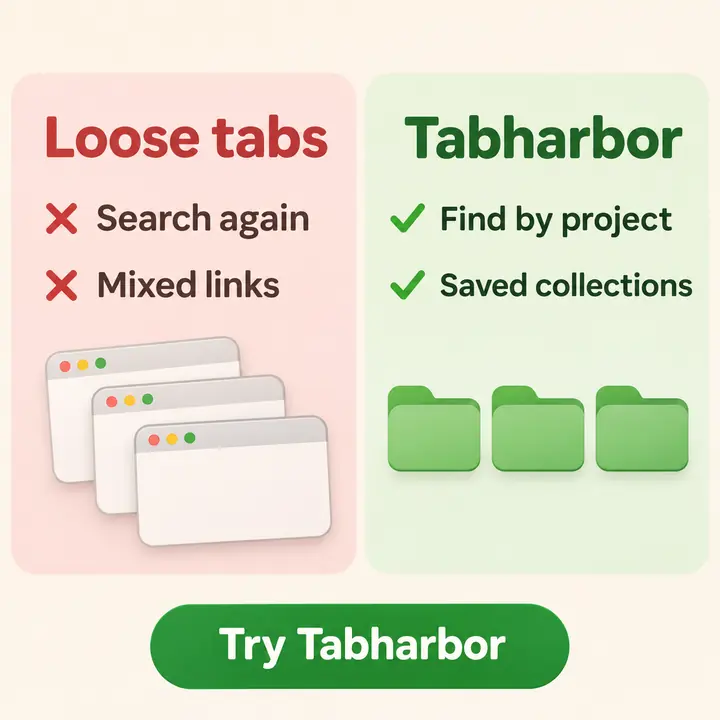 Loose tabs
Search again
Mixed links
Tabharbor
Find by project
Saved collections
Try Tabharbor